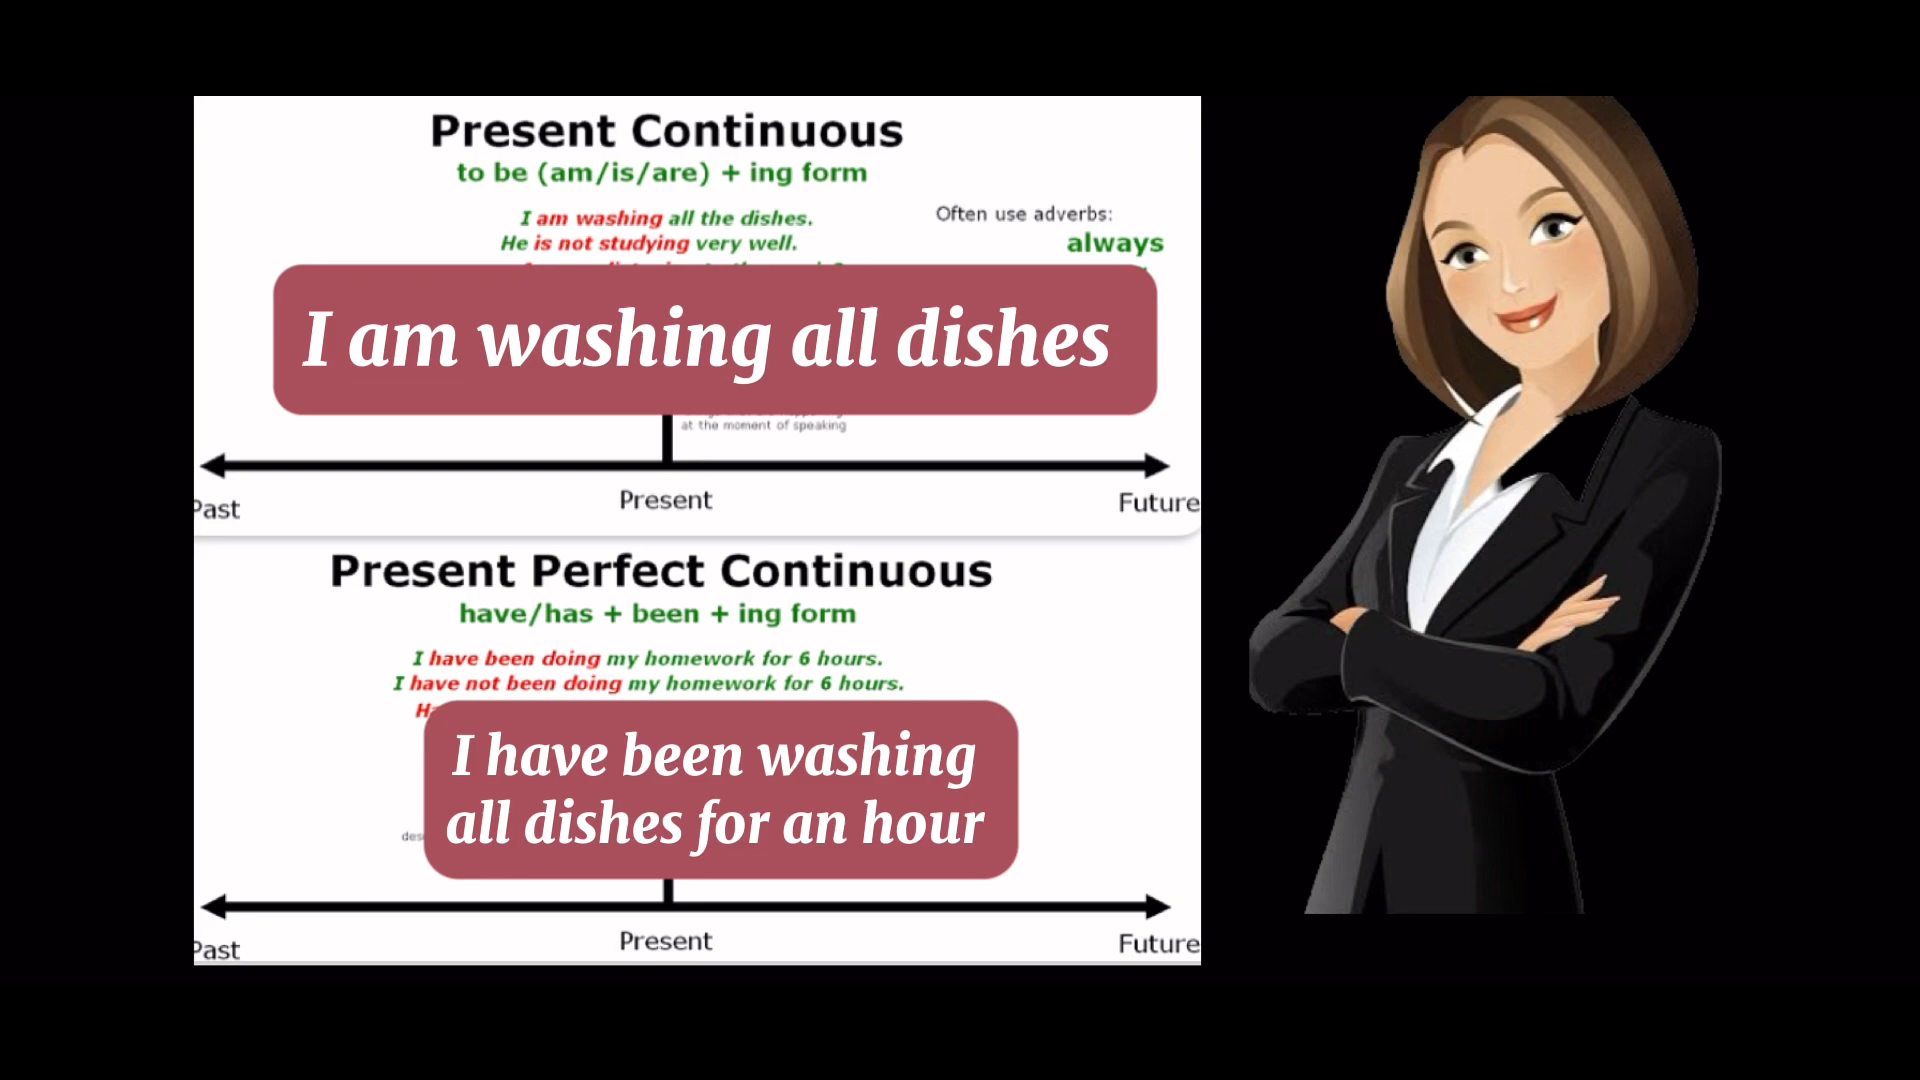 Present Continuous
to be (am/is/are) + ing form
I am washing all the dishes.
He is not studying very well.
Often use adverbs:
always
I am washing all dishes
at the moment of speaking
Past
Present
Future
Present Perfect Continuous
have/has + been + ing form
I have been doing my homework for 6 hours.
I have not been doing my homework for 6 hours.
I have been washing
all dishes for an hour
Past
Present
Future